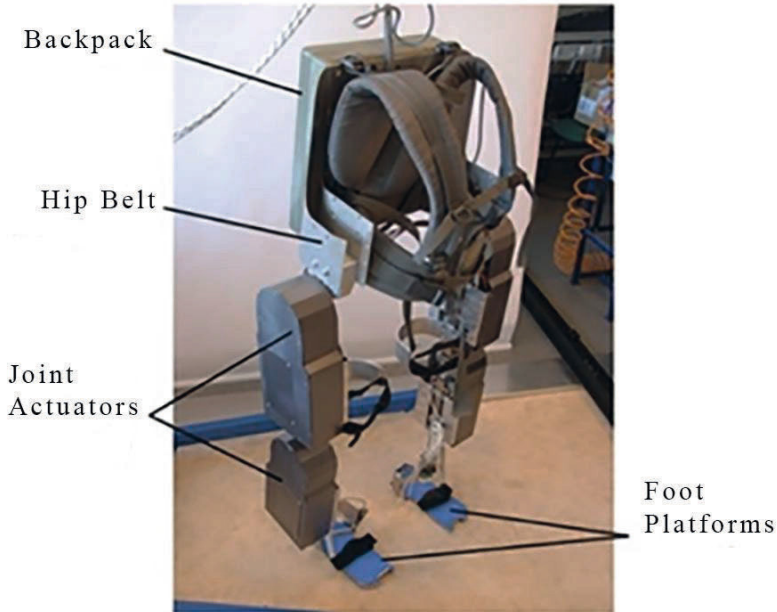 Backpack
Hip Belt
Joint
Actuators
Foot
Platforms